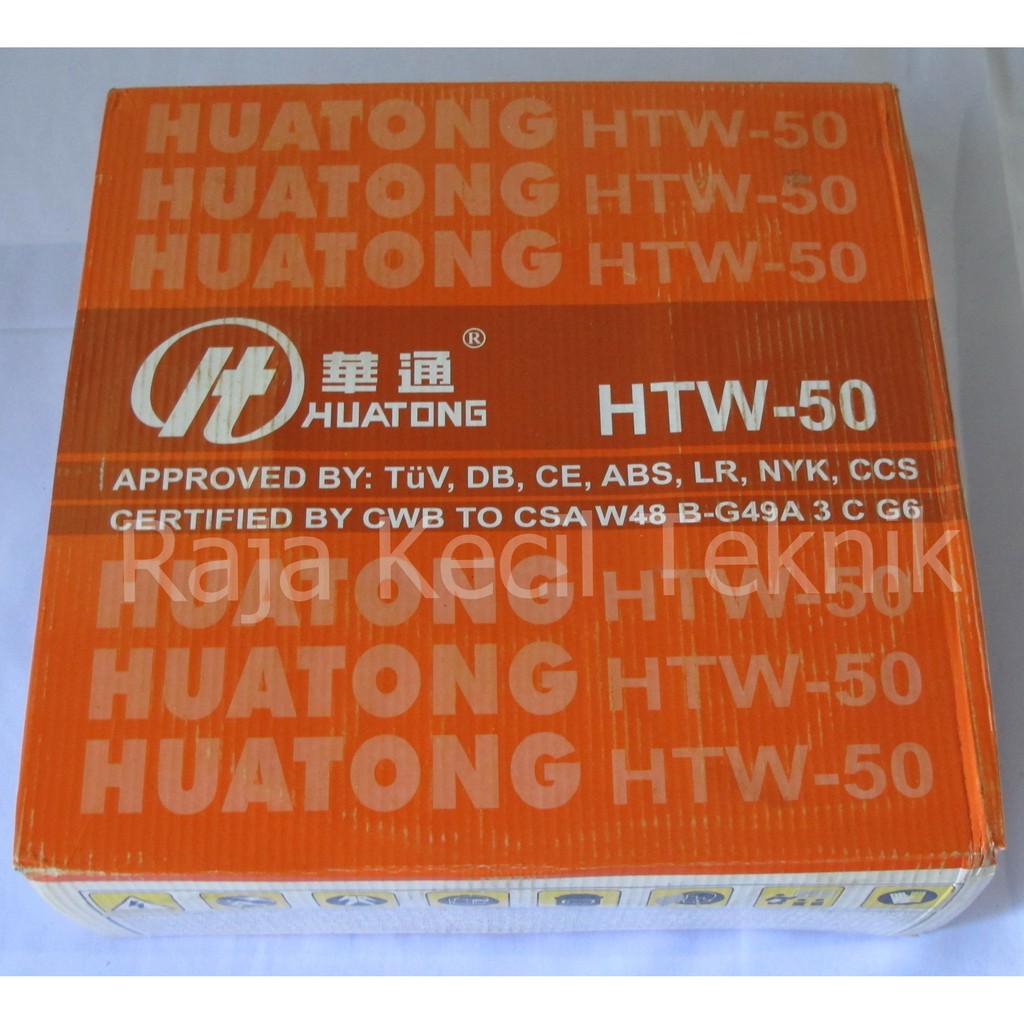 HUATONG HTW-50
HUATONG HTW-50
HUATONG HTW-50
華通®
HUATONG
HTW-50
APPROVED BY: TüV, DB, CE, ABS, LR, NYK, CCS
CERTIFIED BY CWB TO CSA W48 B-G49A 3 C G6
Raja Kecil Teknik
HUATONG HTW-50
HUATONG HTW-50
HUATONG HTW-50